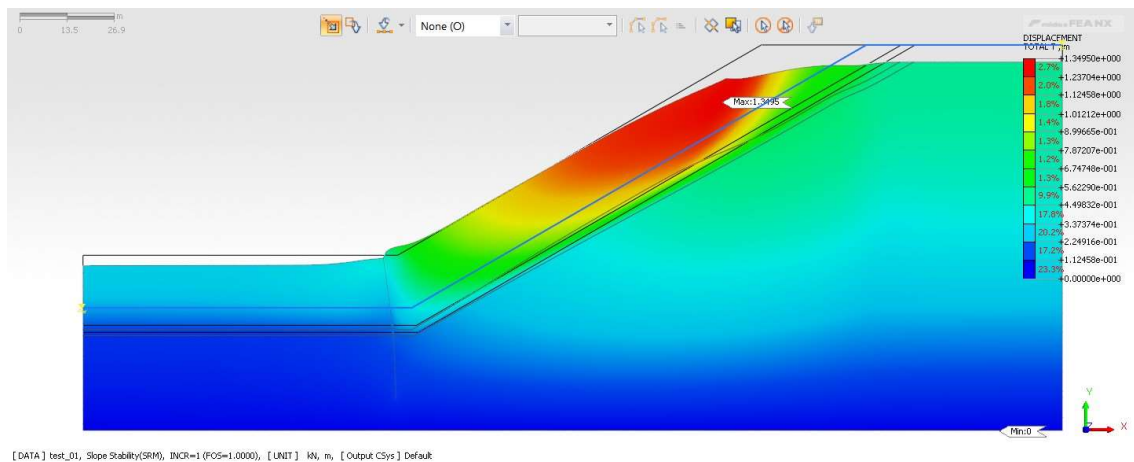 m
0 13.5 26.9
None (O)
midas FEA NX
DISPLACMENT
TOTAL T , m
+1.34950e+000
2.7%
+1.23704e+000
2.0%
+1.12458e+000
1.8%
+1.01212e+000
1.4%
+8.99665e-001
1.3%
+7.87207e-001
1.2%
+6.74748e-001
1.3%
+5.62290e-001
9.9%
+4.49832e-001
17.8%
+3.37374e-001
20.2%
+2.24916e-001
17.2%
+1.12458e-001
23.3%
+0.00000e+000
Max:1.3495
Min:0
Y
Z
X
[ DATA ] test_01, Slope Stability(SRM), INCR=1 (FOS=1.0000), [ UNIT ] kN, m, [ Output CSys ] Default